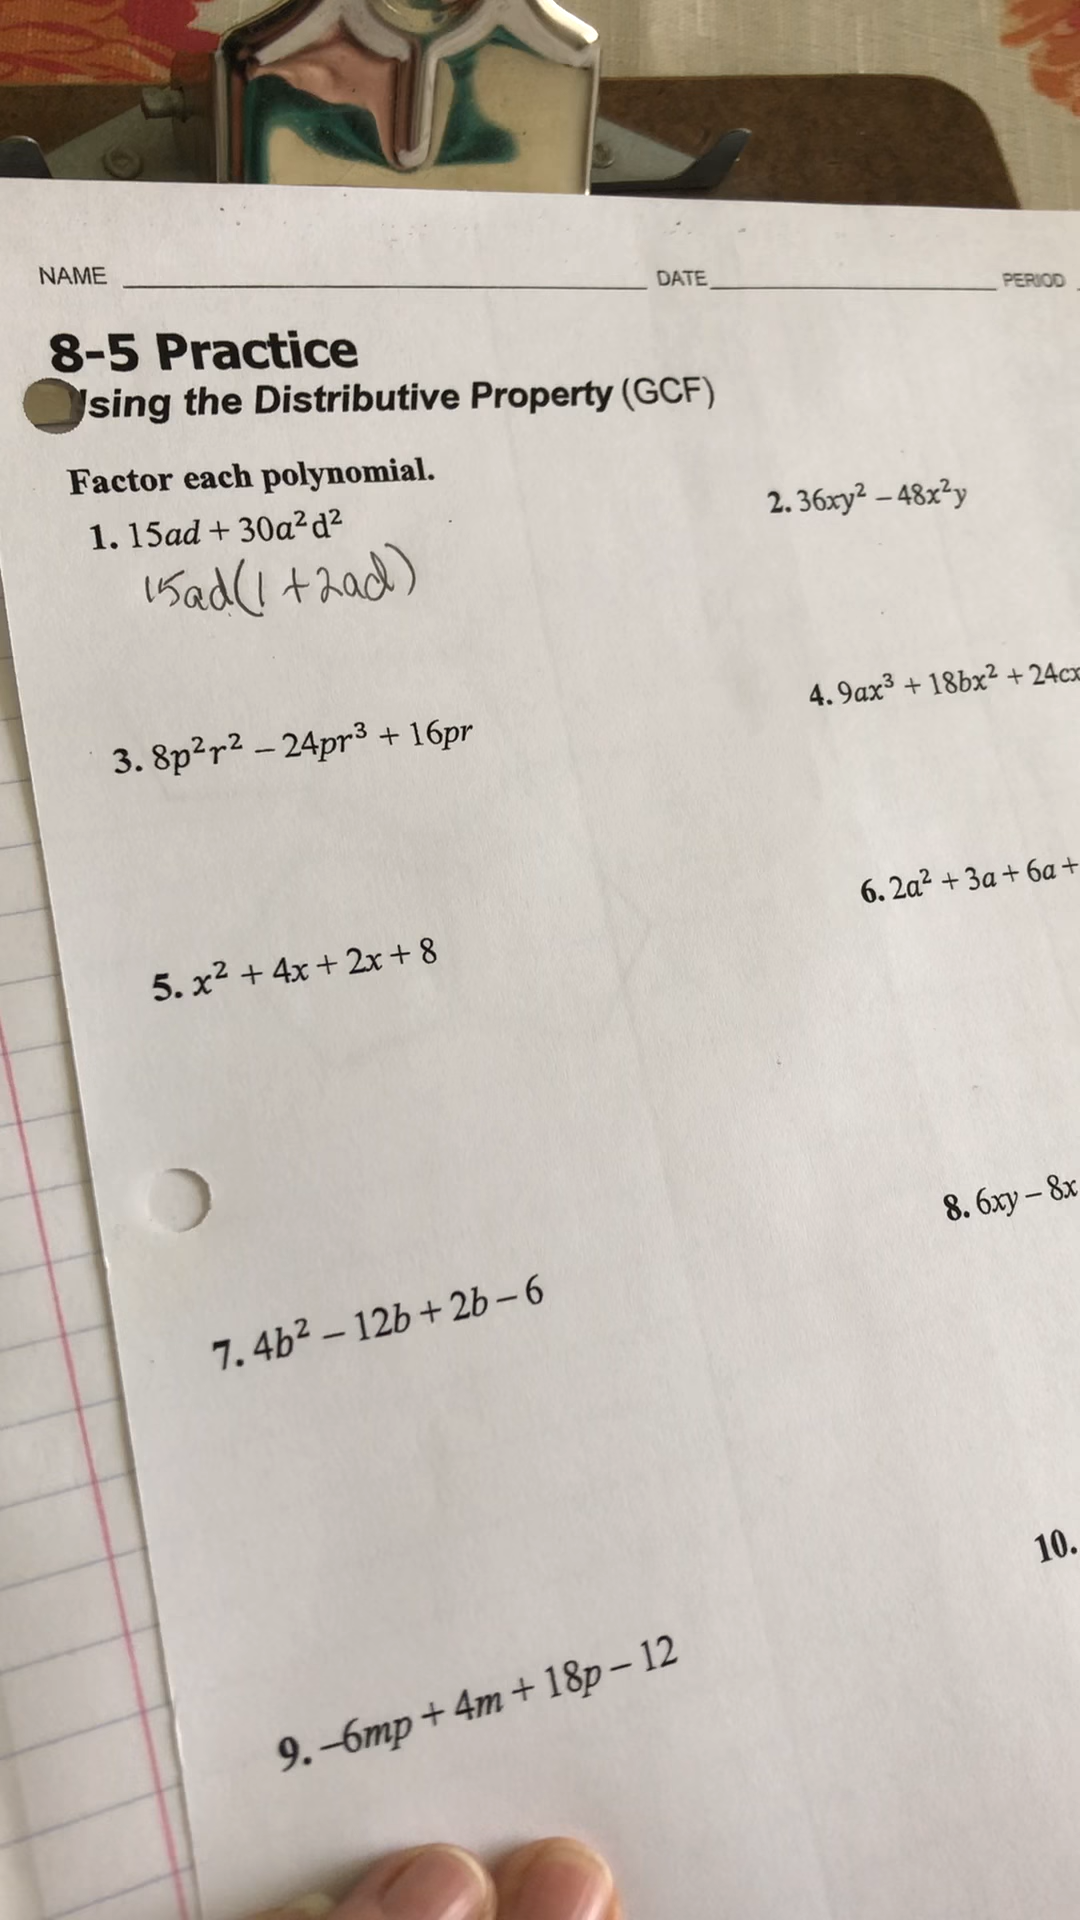 NAME DATE PERIOD
8-5 Practice
Using the Distributive Property (GCF)
Factor each polynomial.
1. 15ad + 30a²d²
15ad(1 + 2ad)
2. 36xy² – 48x²y
3. 8p²r² – 24pr³ + 16pr
4. 9ax³ + 18bx² + 24cx
5. x² + 4x + 2x + 8
6. 2a² + 3a + 6a +
7. 4b² – 12b + 2b – 6
8. 6xy – 8x
9. –6mp + 4m + 18p – 12
10.